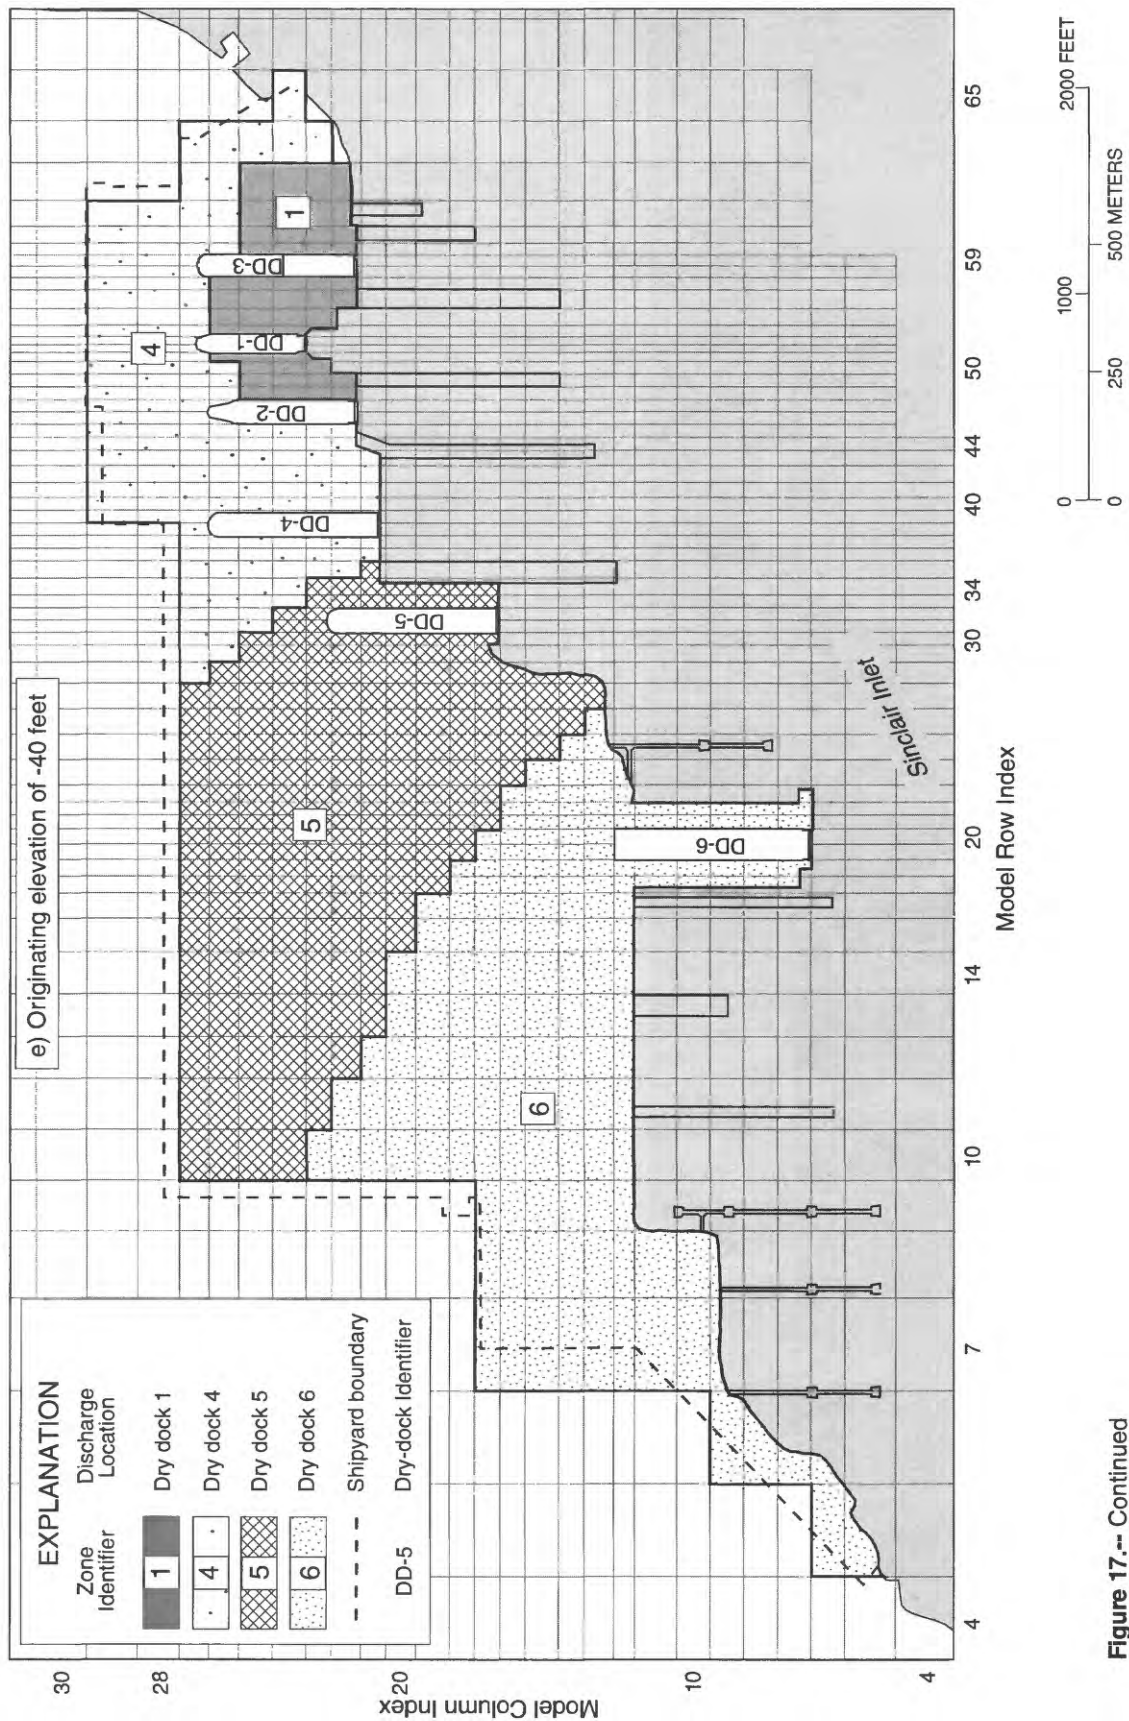 e) Originating elevation of -40 feet
EXPLANATION
Zone Identifier
Discharge Location
1 Dry dock 1
4 Dry dock 4
5 Dry dock 5
6 Dry dock 6
Shipyard boundary
DD-5 Dry-dock Identifier
30
28
20
10
4
Model Column Index
6
5
4
1
DD-6
DD-5
DD-4
DD-2
DD-1
DD-3
Sinclair Inlet
4 7 10 14 20 30 34 40 44 50 59 65
Model Row Index
0 1000 2000 FEET
0 250 500 METERS
Figure 17.-- Continued